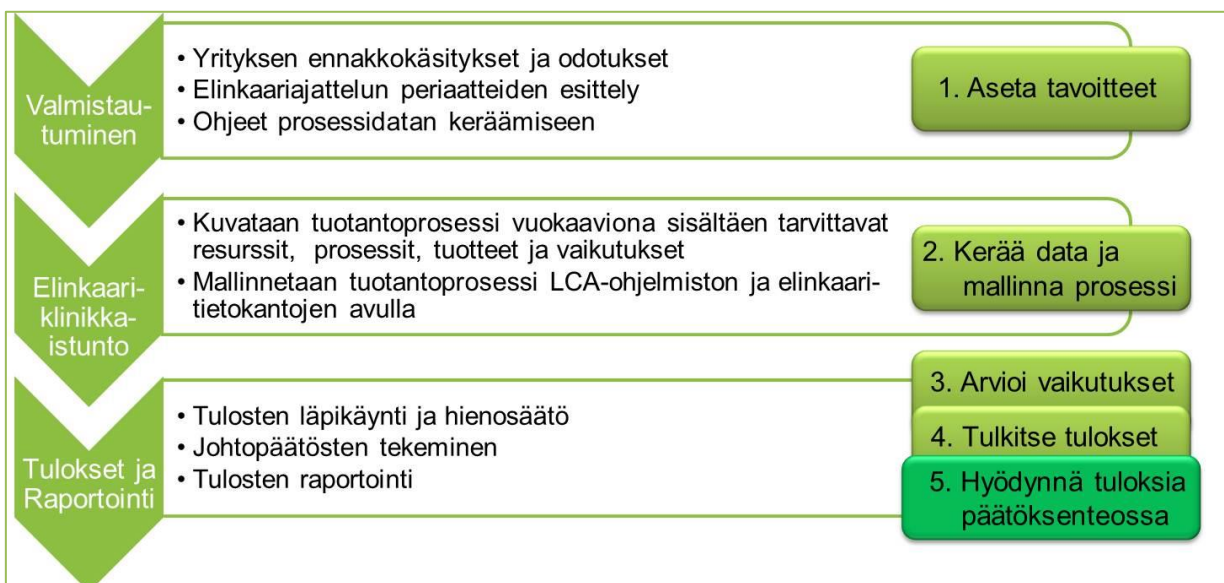 Valmistau-
tuminen
• Yrityksen ennakkokäsitykset ja odotukset
• Elinkaariajattelun periaatteiden esittely
• Ohjeet prosessidatan keräämiseen
1. Aseta tavoitteet
Elinkaari-
klinikka-
istunto
• Kuvataan tuotantoprosessi vuokaaviona sisältäen tarvittavat
resurssit, prosessit, tuotteet ja vaikutukset
• Mallinnetaan tuotantoprosessi LCA-ohjelmiston ja elinkaari-
tietokantojen avulla
2. Kerää data ja
mallinna prosessi
Tulokset ja
Raportointi
• Tulosten läpikäynti ja hienosäätö
• Johtopäätösten tekeminen
• Tulosten raportointi
3. Arvioi vaikutukset
4. Tulkitse tulokset
5. Hyödynnä tuloksia
päätöksenteossa